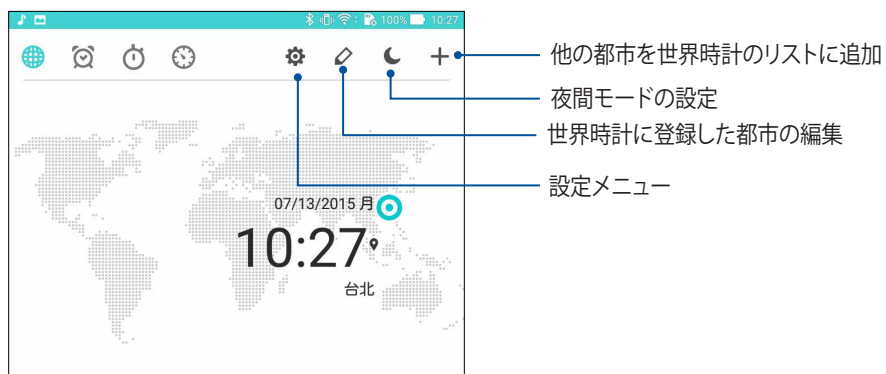 100% 10:27
他の都市を世界時計のリストに追加
夜間モードの設定
世界時計に登録した都市の編集
設定メニュー
07/13/2015 月
10:27
台北